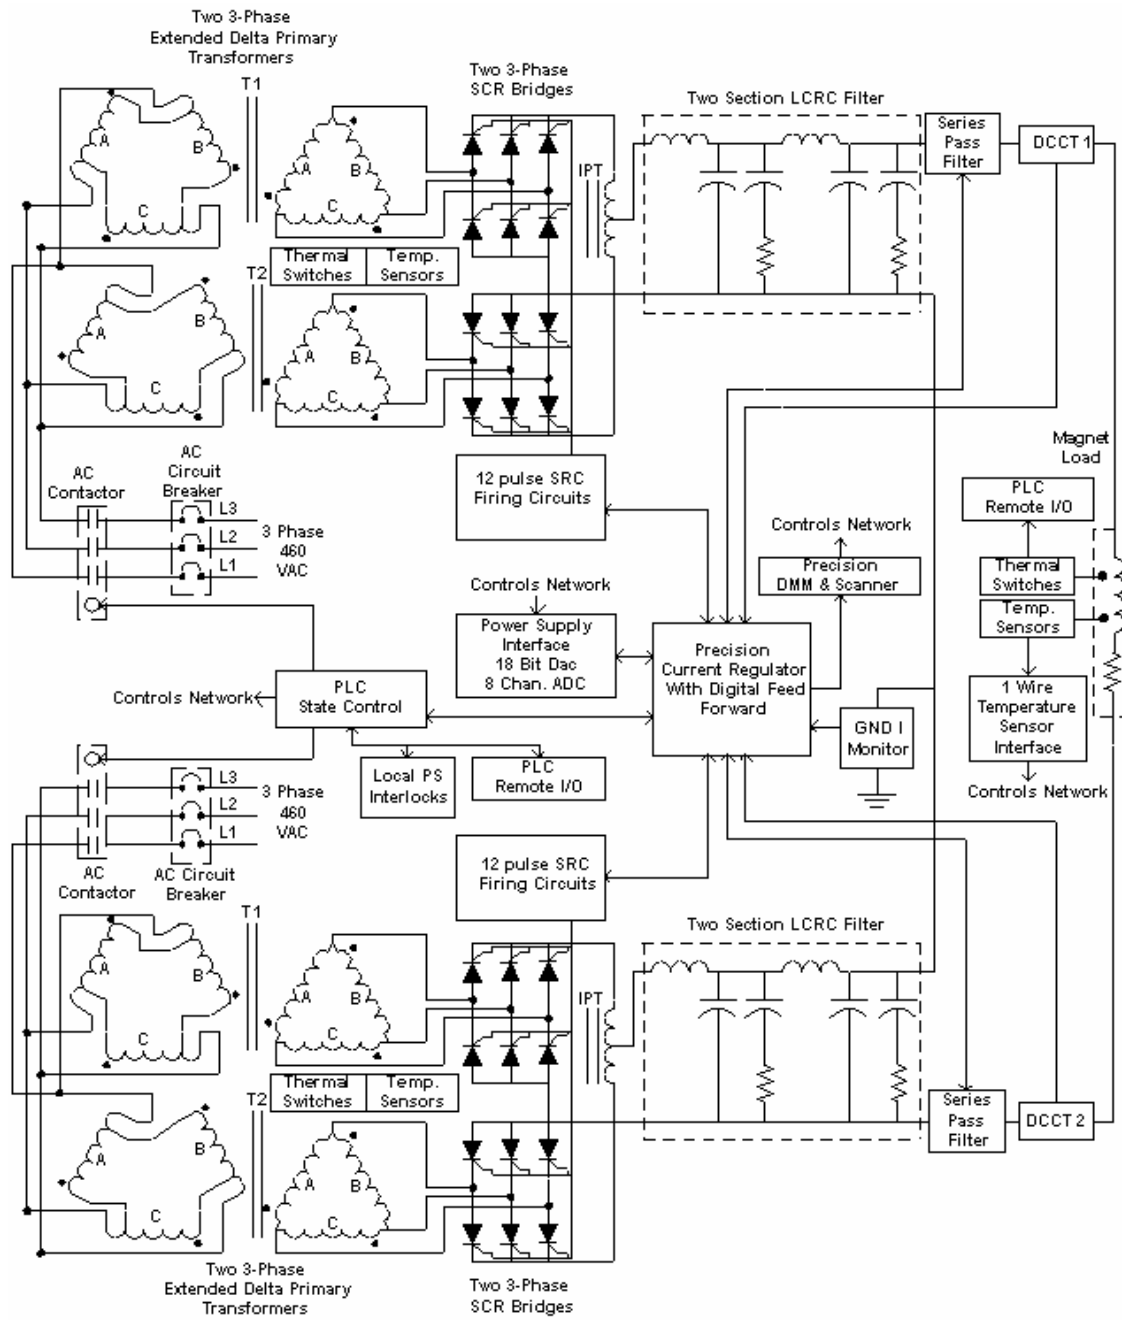 Two 3-Phase
Extended Delta Primary
Transformers
T1
Two 3-Phase
SCR Bridges
Two Section LCRC Filter
Series
Pass
Filter
DCCT 1
A
B
C
A
B
C
IPT
Thermal
Switches
Temp.
Sensors
T2
A
B
C
A
B
C
AC
Contactor
AC
Circuit
Breaker
L3
L2
L1
3 Phase
460
VAC
12 pulse SRC
Firing Circuits
Magnet
Load
PLC
Remote I/O
Controls Network
Precision
DMM & Scanner
Thermal
Switches
Temp.
Sensors
Controls Network
Power Supply
Interface
18 Bit Dac
8 Chan. ADC
Precision
Current Regulator
With Digital Feed
Forward
1 Wire
Temperature
Sensor
Interface
Controls Network
PLC
State Control
Controls Network
GND I
Monitor
Local PS
Interlocks
PLC
Remote I/O
L3
L2
L1
3 Phase
460
VAC
AC
Contactor
AC Circuit
Breaker
12 pulse SRC
Firing Circuits
T1
Two Section LCRC Filter
A
B
C
A
B
C
IPT
Thermal
Switches
Temp.
Sensors
T2
A
B
C
A
B
C
Series
Pass
Filter
DCCT 2
Two 3-Phase
Extended Delta Primary
Transformers
Two 3-Phase
SCR Bridges